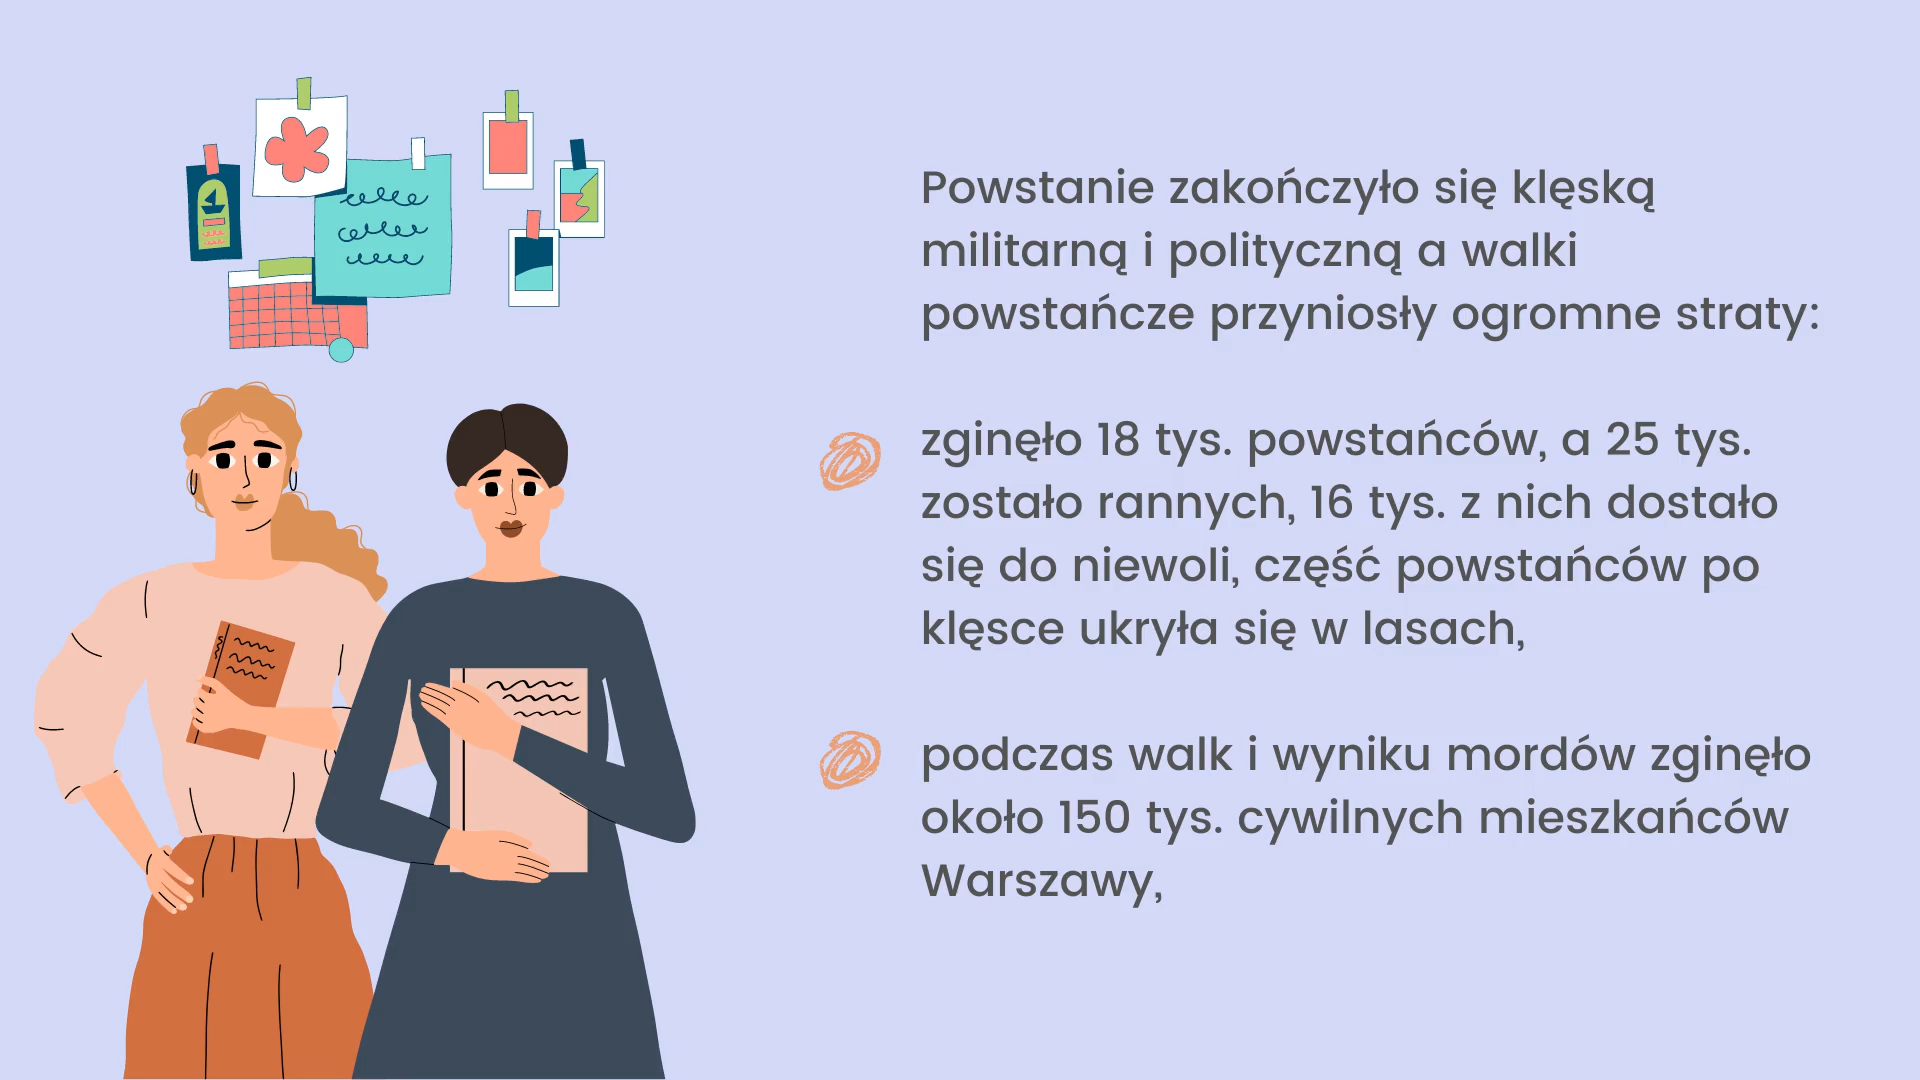 Powstanie zakończyło się klęską
militarną i polityczną a walki
powstańcze przyniosły ogromne straty:
zginęło 18 tys. powstańców, a 25 tys.
zostało rannych, 16 tys. z nich dostało
się do niewoli, część powstańców po
klęsce ukryła się w lasach,
podczas walk i wyniku mordów zginęło
około 150 tys. cywilnych mieszkańców
Warszawy,